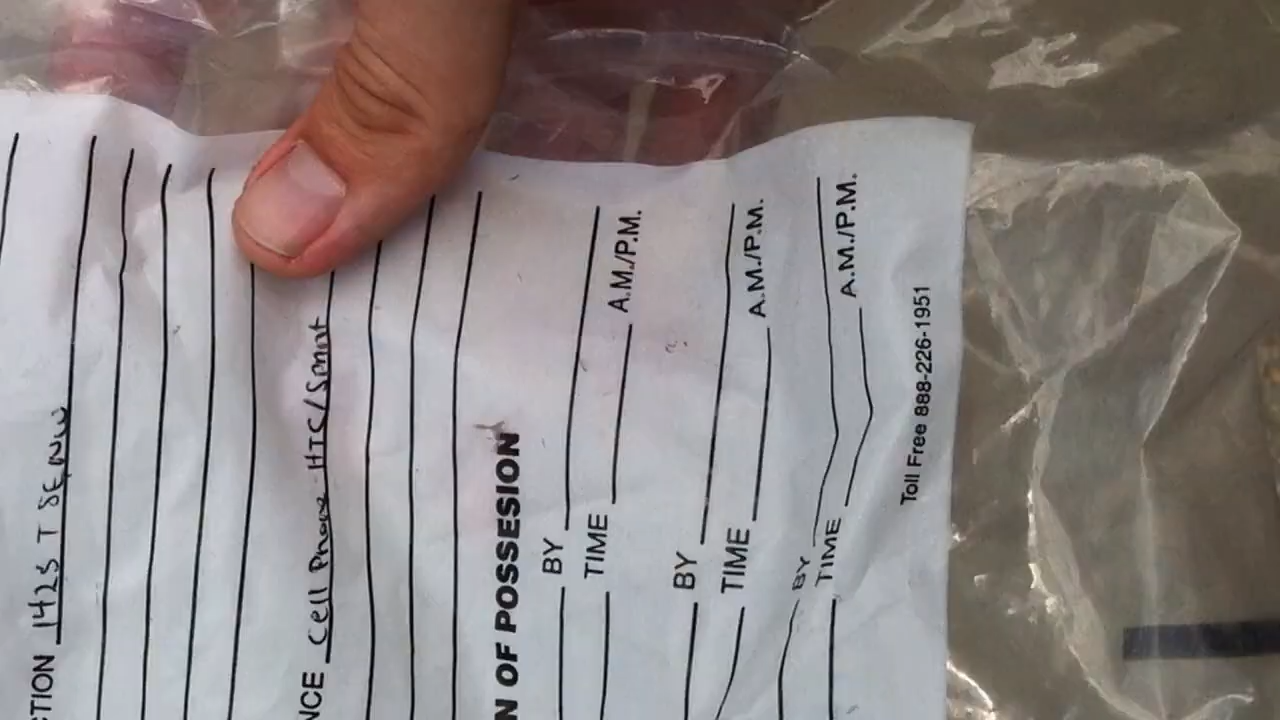 CTION 1425 T ST NW
NCE Cell Phone - HTC/Sprint
N OF POSSESION
BY
TIME A.M./P.M.
BY
TIME A.M./P.M.
BY
TIME A.M./P.M.
Toll Free 888-226-1951